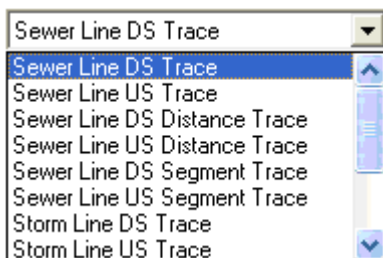 Sewer Line DS Trace
Sewer Line DS Trace
Sewer Line US Trace
Sewer Line DS Distance Trace
Sewer Line US Distance Trace
Sewer Line DS Segment Trace
Sewer Line US Segment Trace
Storm Line DS Trace
Storm Line US Trace